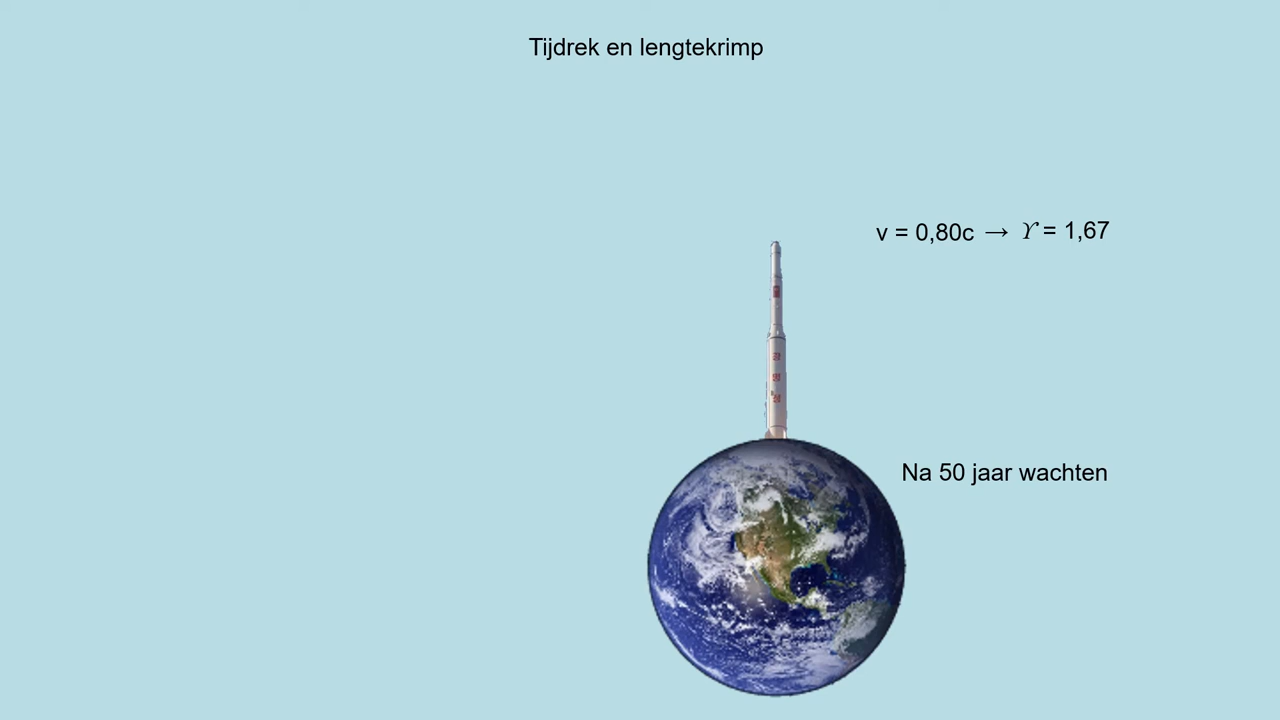 Tijdrek en lengtekrimp
v = 0,80c → ϒ = 1,67
Na 50 jaar wachten